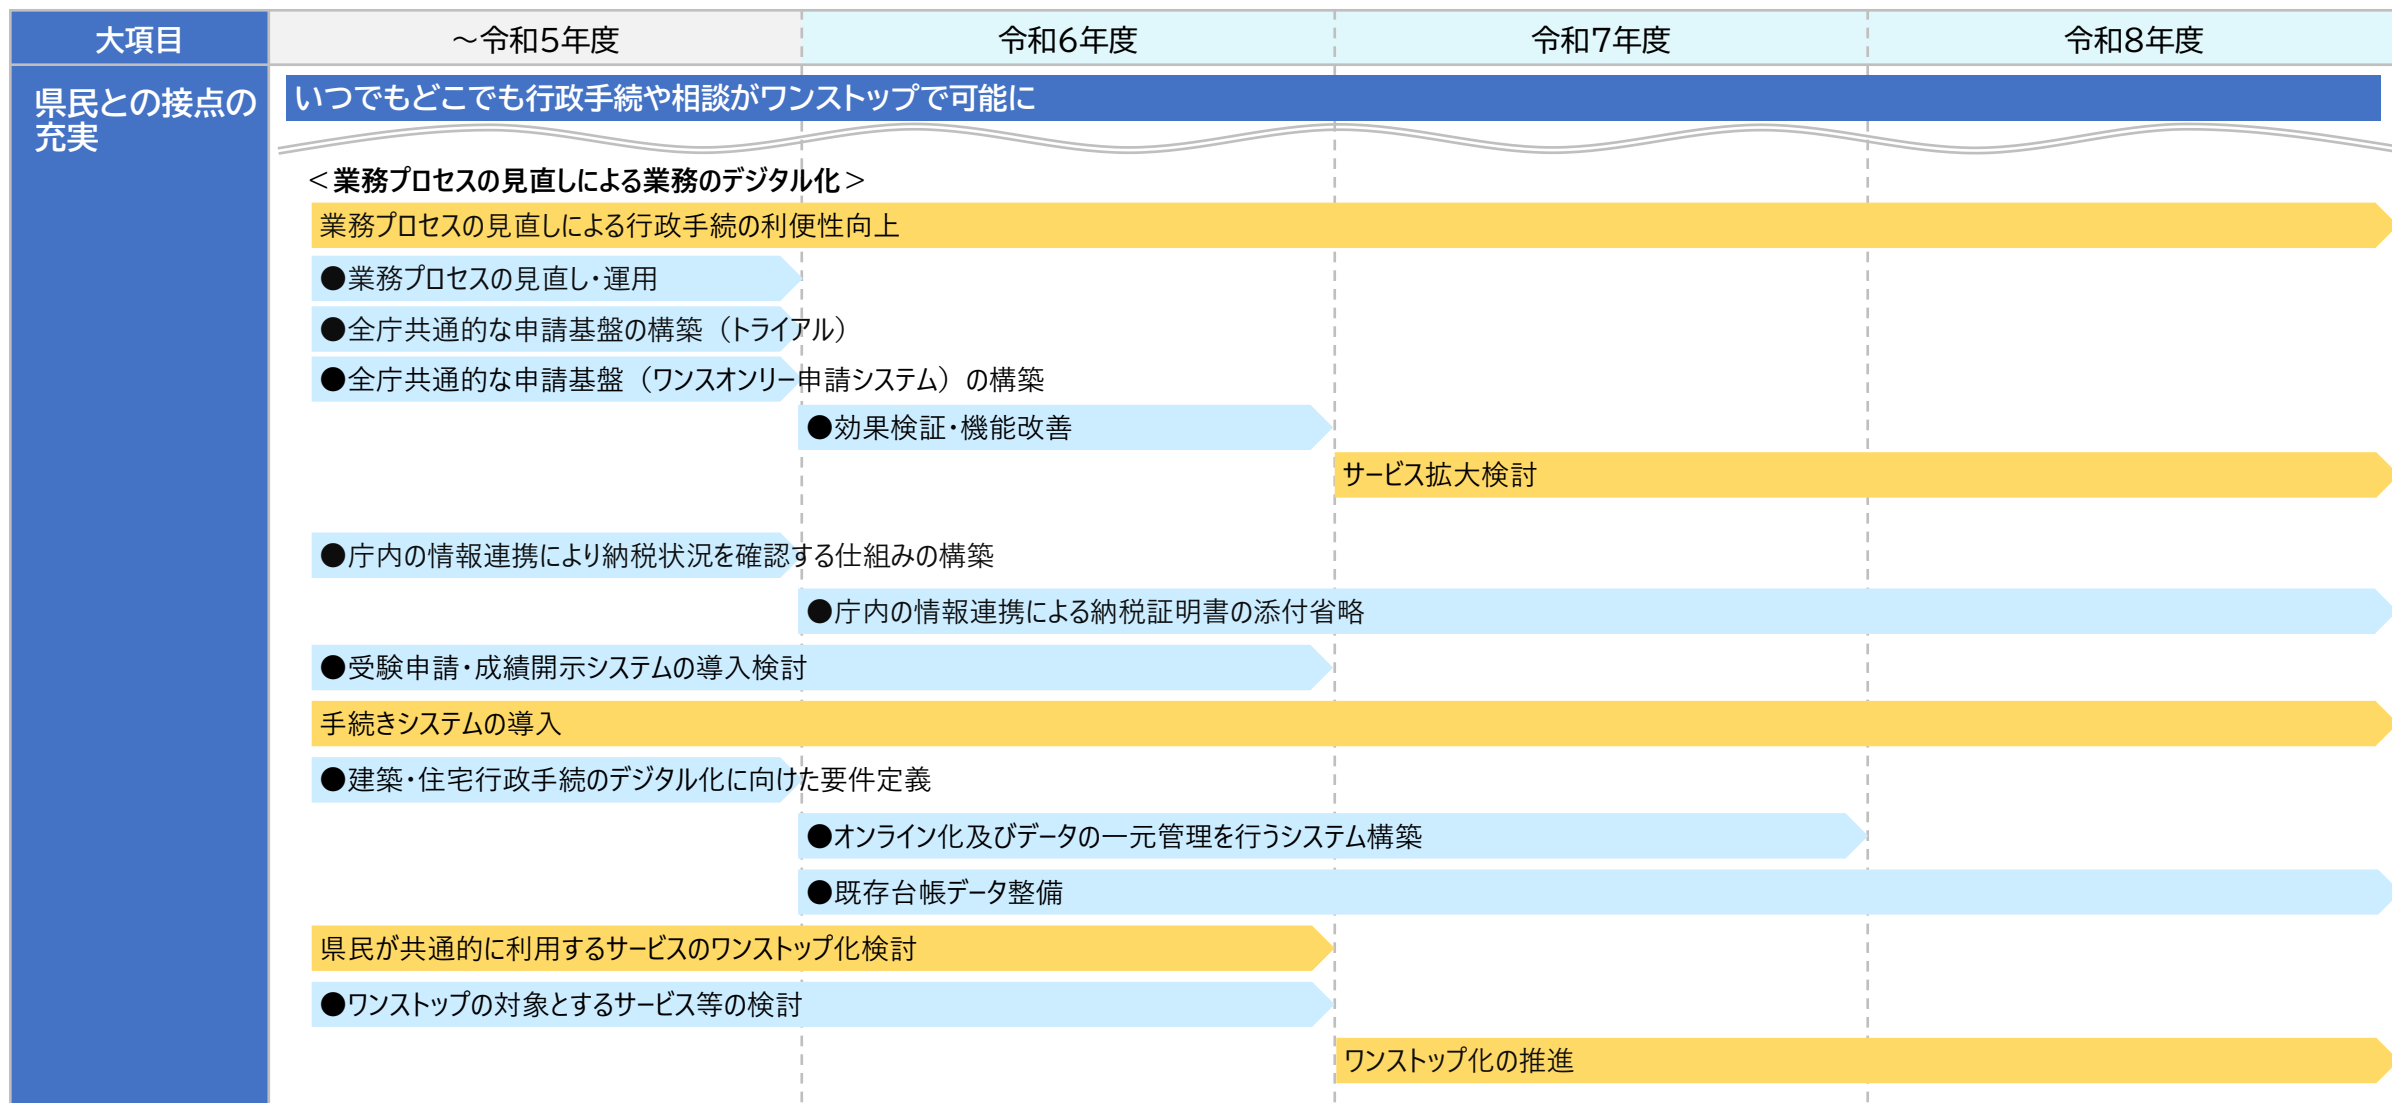 大項目
～令和5年度
令和6年度
令和7年度
令和8年度
県民との接点の
充実
いつでもどこでも行政手続や相談がワンストップで可能に
＜業務プロセスの見直しによる業務のデジタル化＞
業務プロセスの見直しによる行政手続の利便性向上
●業務プロセスの見直し・運用
●全庁共通的な申請基盤の構築（トライアル）
●全庁共通的な申請基盤（ワンスオンリー申請システム）の構築
●効果検証・機能改善
サービス拡大検討
●庁内の情報連携により納税状況を確認する仕組みの構築
●庁内の情報連携による納税証明書の添付省略
●受験申請・成績開示システムの導入検討
手続きシステムの導入
●建築・住宅行政手続のデジタル化に向けた要件定義
●オンライン化及びデータの一元管理を行うシステム構築
●既存台帳データ整備
県民が共通的に利用するサービスのワンストップ化検討
●ワンストップの対象とするサービス等の検討
ワンストップ化の推進